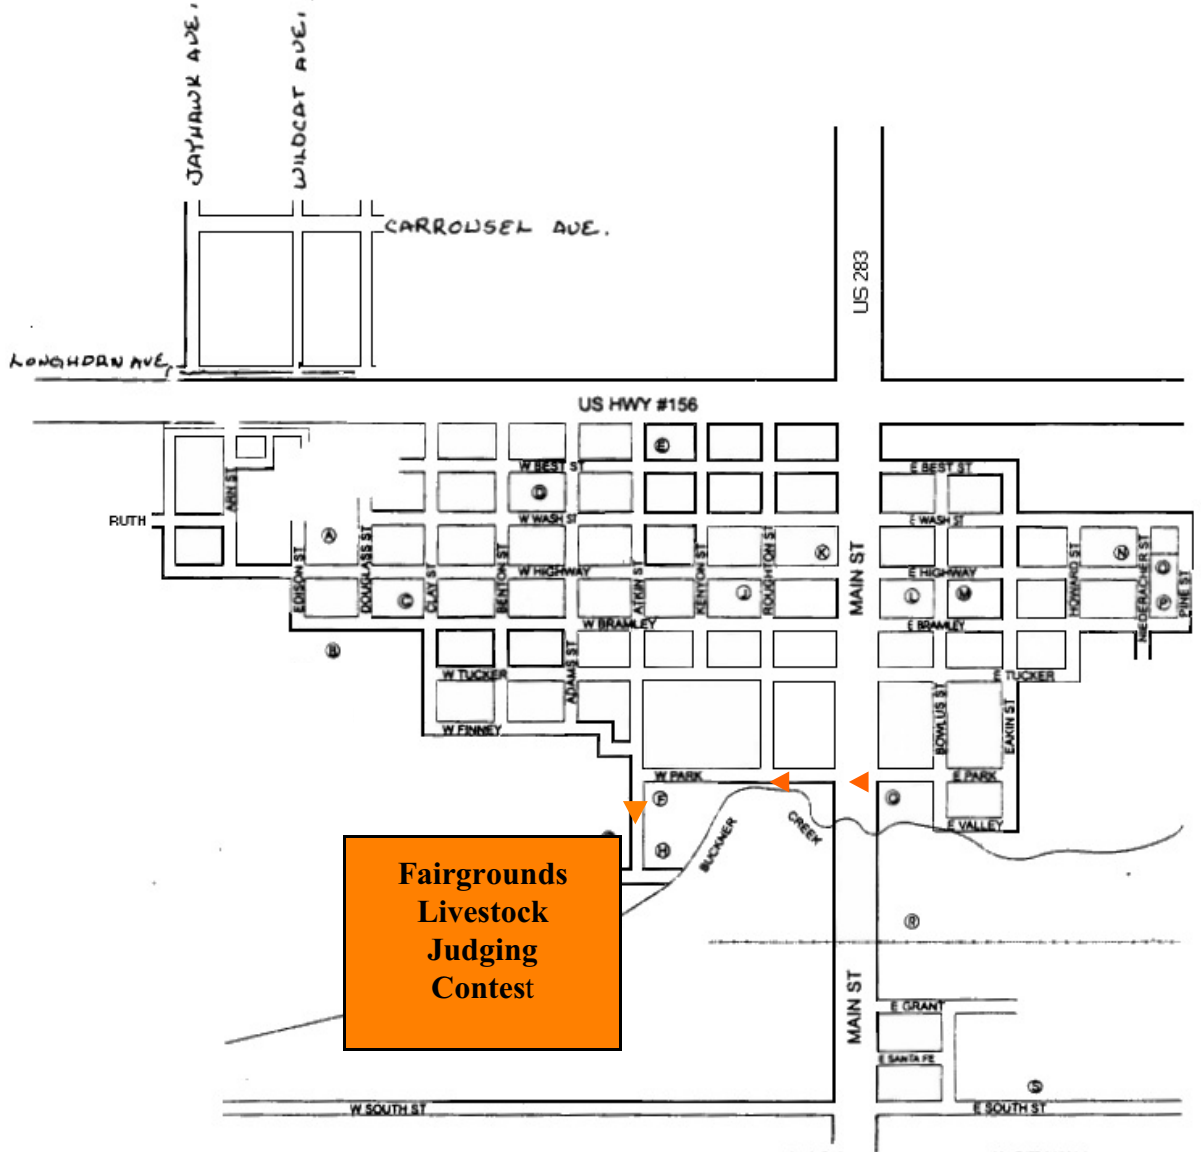 JAYHAWK AVE.
WILDCAT AVE.
CARROUSEL AVE.
US 283
LONGHORN AVE.
US HWY #156
E
W BEST ST
E BEST ST
ARN ST
D
RUTH
W WASH ST
E WASH ST
A
K
N
EDISON ST
DOUGLASS ST
CLAY ST
BENTON ST
W HIGHWAY
ATKIN ST
KENYON ST
ROUGHTON ST
MAIN ST
E HIGHWAY
HOWARD ST
NIEDERACHER ST
O
PINE ST
C
J
L
M
P
W BRAMLEY
E BRAMLEY
B
ADAMS ST
W TUCKER
E TUCKER
BOWLUS ST
EAKIN ST
W FINNEY
W PARK
E PARK
F
BUCKNER
CREEK
E VALLEY
H
Fairgrounds
Livestock
Judging
Contest
R
MAIN ST
E GRANT
E SANTA FE
S
W SOUTH ST
E SOUTH ST